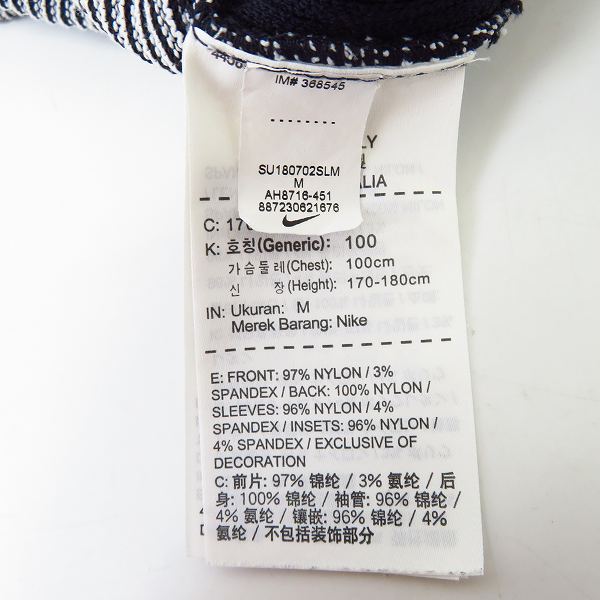 IM# 368545
........
SU180702SLM
M
AH8716-451
887230621676
LY
ALIA
C: 170
K: 호칭(Generic): 100
가슴둘레(Chest): 100cm
신 장(Height): 170-180cm
IN: Ukuran: M
Merek Barang: Nike
E: FRONT: 97% NYLON / 3%
SPANDEX / BACK: 100% NYLON /
SLEEVES: 96% NYLON / 4%
SPANDEX / INSETS: 96% NYLON /
4% SPANDEX / EXCLUSIVE OF
DECORATION
C: 前片: 97% 锦纶 / 3% 氨纶 / 后
身: 100% 锦纶 / 袖管: 96% 锦纶 /
4% 氨纶 / 镶嵌: 96% 锦纶 / 4%
氨纶 / 不包括装饰部分